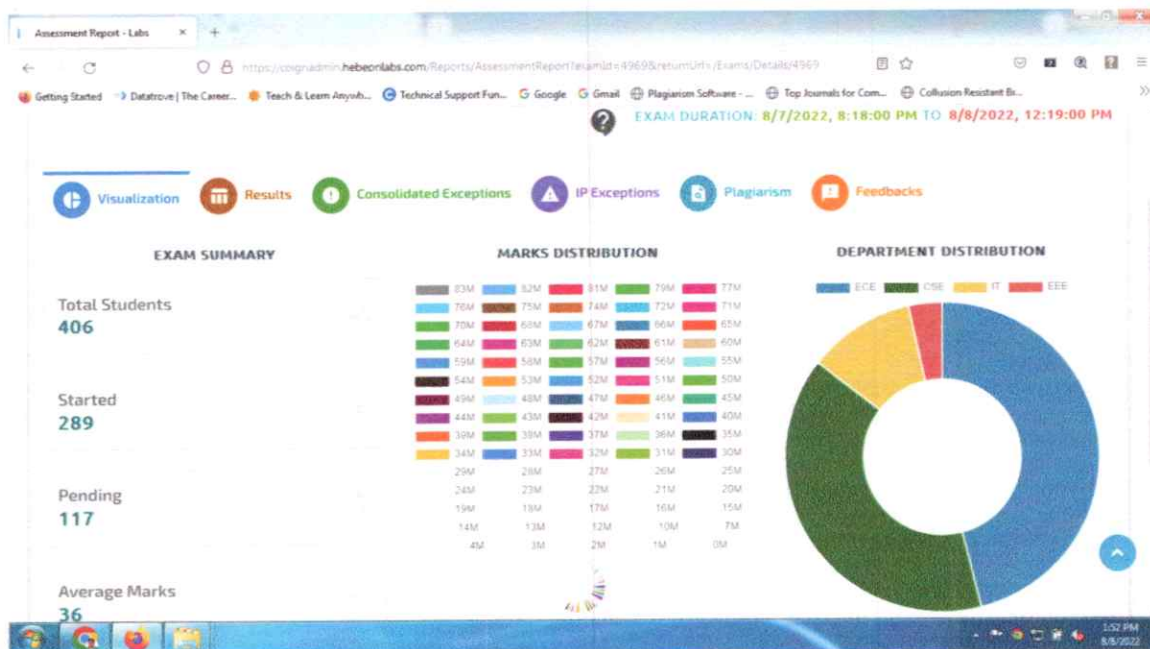 Assessment Report - Labs × +
https://coignadmin.hebeonlabs.com/Reports/AssessmentReport?examId=4969&returnUrl=/Exams/Details/4969
Getting Started Datatrove | The Career... Teach & Learn Anywh... Technical Support Fun... Google Gmail Plagiarism Software - ... Top Journals for Com... Collusion Resistant Br...
EXAM DURATION: 8/7/2022, 8:18:00 PM TO 8/8/2022, 12:19:00 PM
Visualization Results Consolidated Exceptions IP Exceptions Plagiarism Feedbacks
EXAM SUMMARY
Total Students
406
Started
289
Pending
117
Average Marks
36
MARKS DISTRIBUTION
83M 82M 81M 79M 77M
76M 75M 74M 72M 71M
70M 68M 67M 66M 65M
64M 63M 62M 61M 60M
59M 58M 57M 56M 55M
54M 53M 52M 51M 50M
49M 48M 47M 46M 45M
44M 43M 42M 41M 40M
39M 38M 37M 36M 35M
34M 33M 32M 31M 30M
29M 28M 27M 26M 25M
24M 23M 22M 21M 20M
19M 18M 17M 16M 15M
14M 13M 12M 10M 7M
4M 3M 2M 1M 0M
DEPARTMENT DISTRIBUTION
ECE CSE IT EEE
1:52 PM
8/8/2022